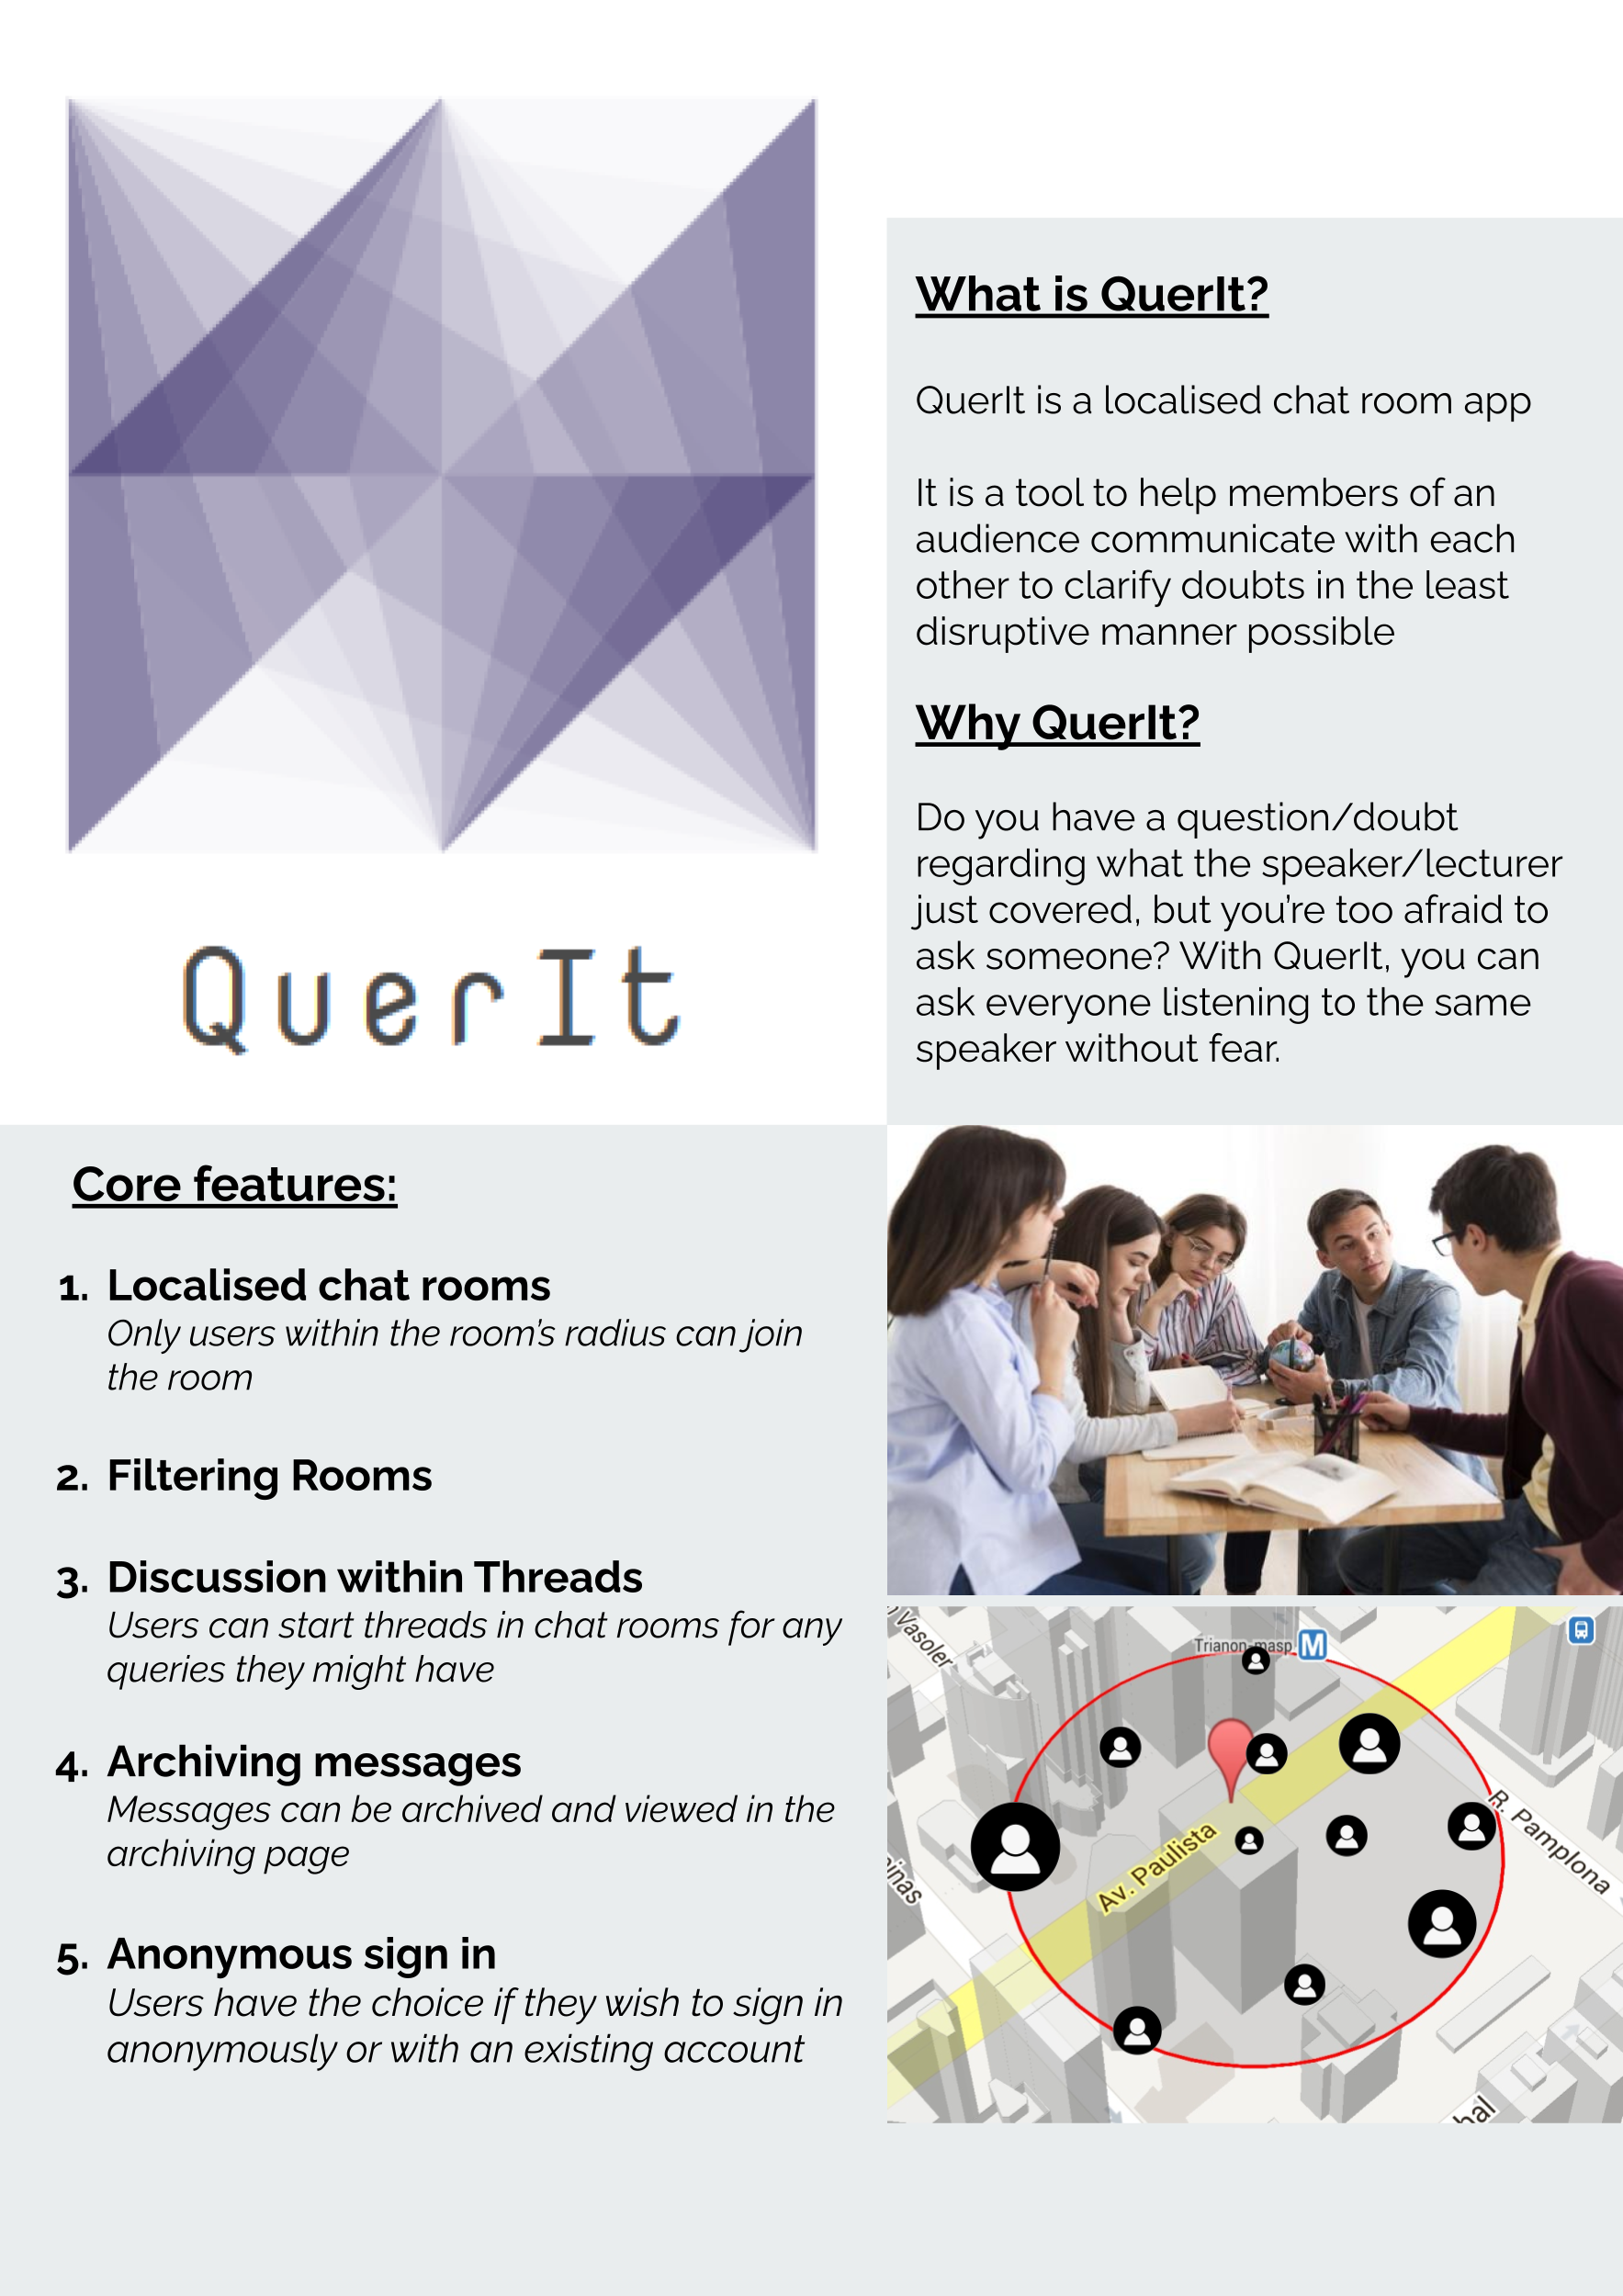 QuerIt
What is QuerIt?
QuerIt is a localised chat room app
It is a tool to help members of an
audience communicate with each
other to clarify doubts in the least
disruptive manner possible
Why QuerIt?
Do you have a question/doubt
regarding what the speaker/lecturer
just covered, but you're too afraid to
ask someone? With QuerIt, you can
ask everyone listening to the same
speaker without fear.
Core features:
1. Localised chat rooms
Only users within the room's radius can join
the room
2. Filtering Rooms
3. Discussion within Threads
Users can start threads in chat rooms for any
queries they might have
4. Archiving messages
Messages can be archived and viewed in the
archiving page
5. Anonymous sign in
Users have the choice if they wish to sign in
anonymously or with an existing account
Vasoler
Trianon-masp M
Av. Paulista
R. Pamplona